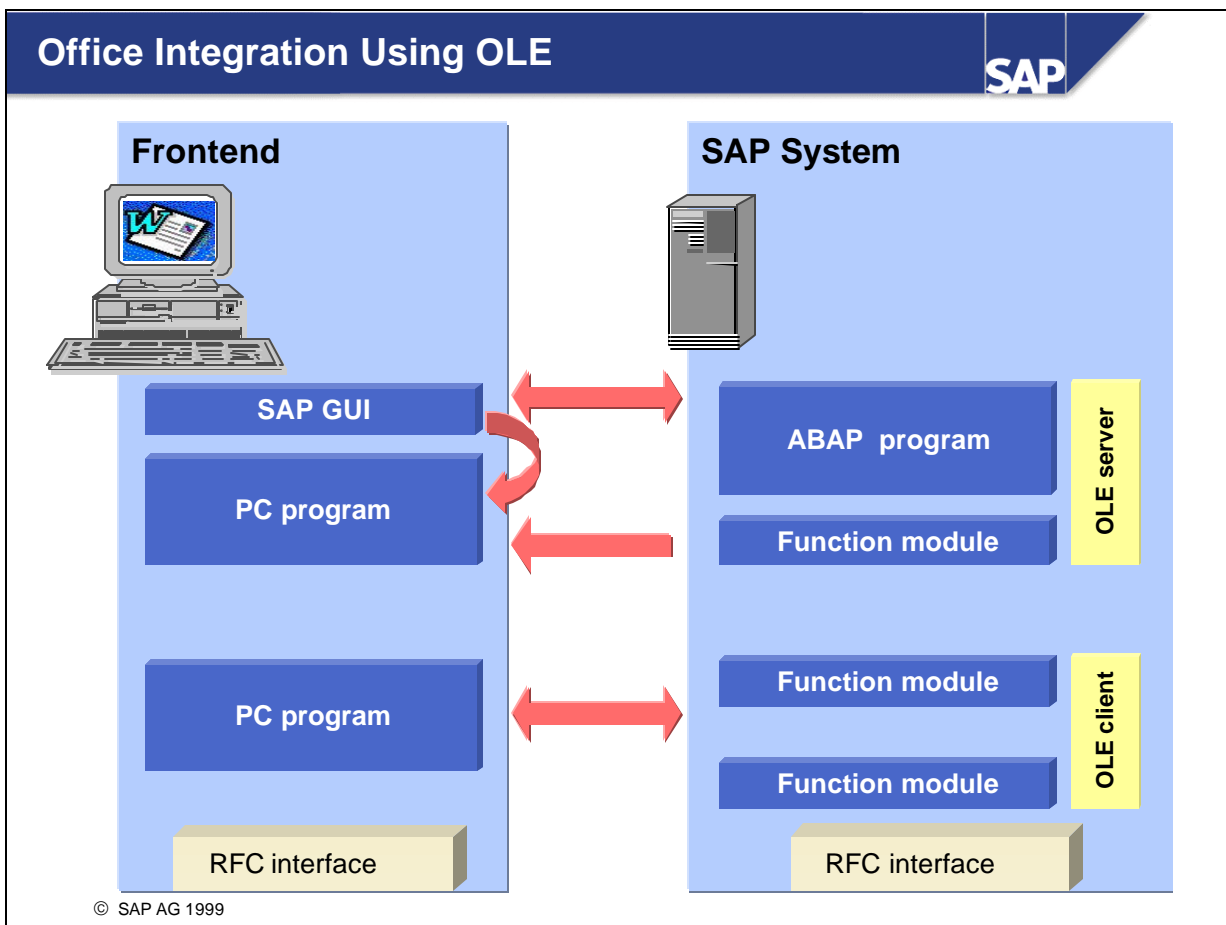 Office Integration Using OLE
SAP
Frontend
W
SAP GUI
PC program
PC program
RFC interface
SAP System
ABAP program
Function module
OLE server
Function module
Function module
OLE client
RFC interface
© SAP AG 1999